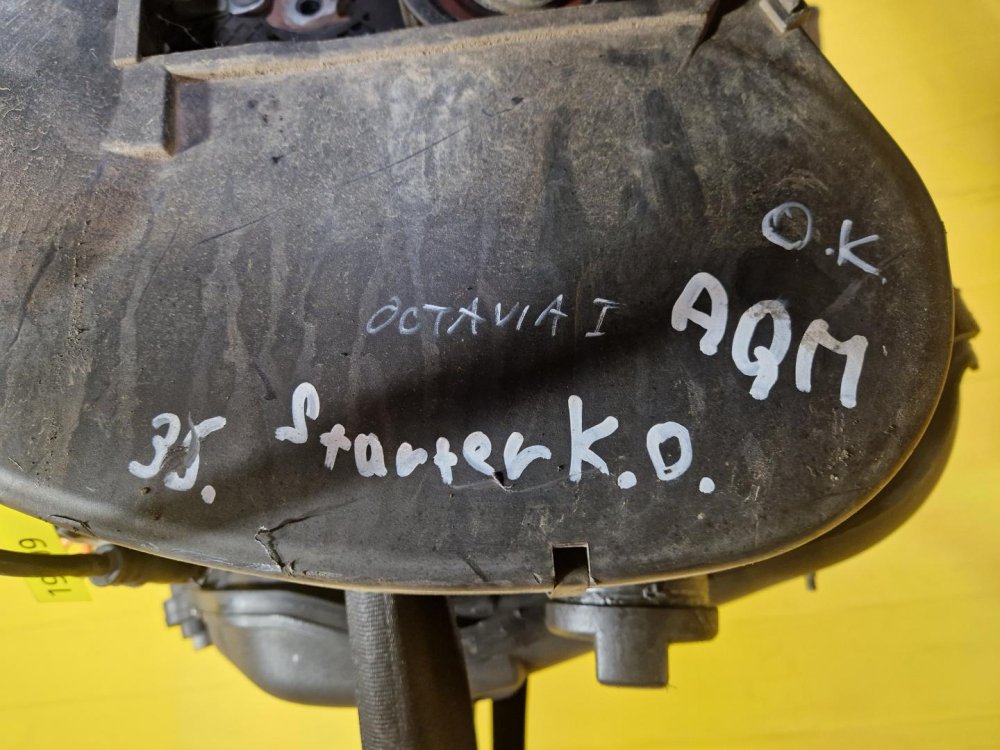 O.K.
OCTAVIA I AQM
35. Starter K.O.